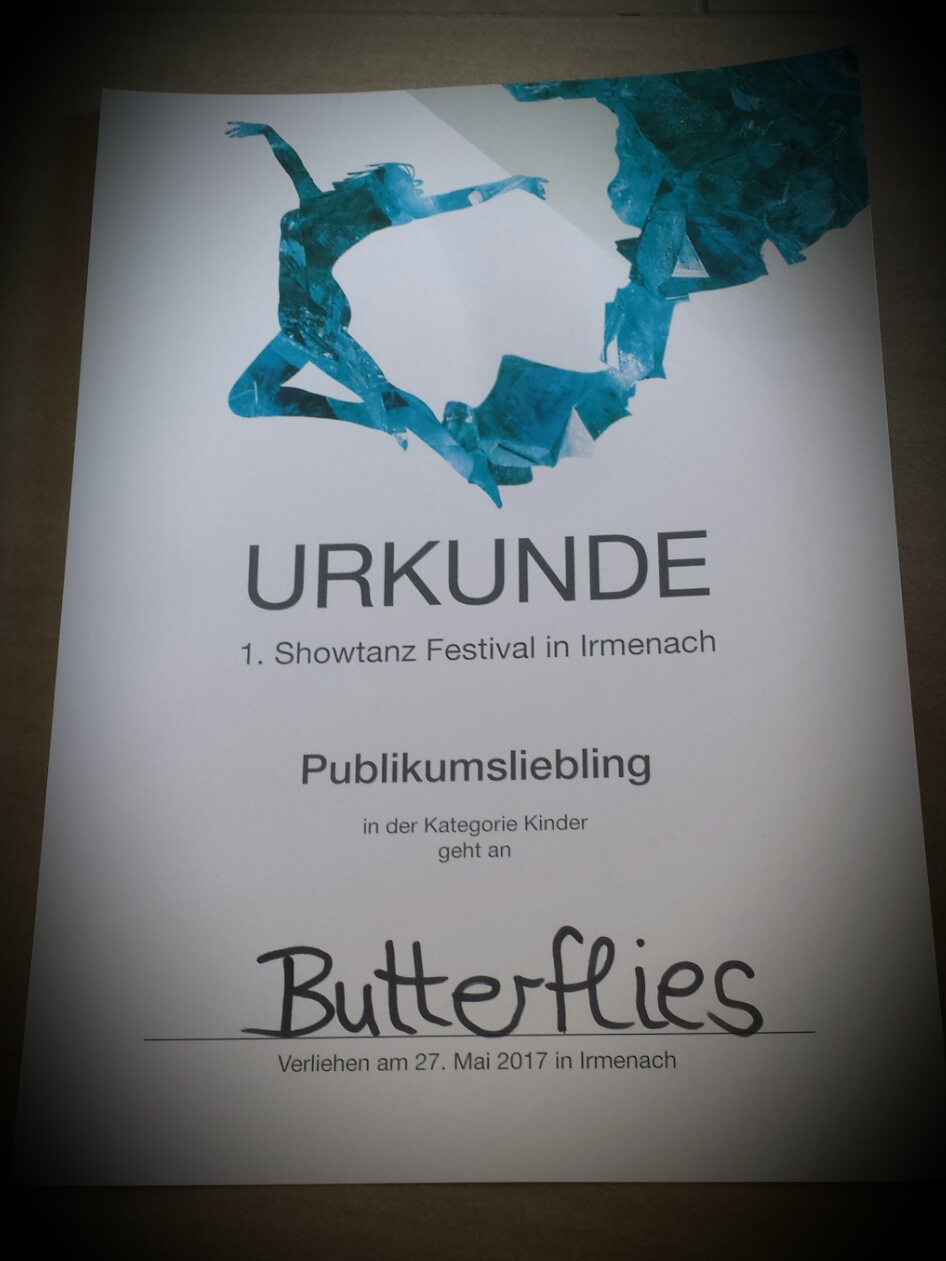 URKUNDE
1. Showtanz Festival in Irmenach
Publikumsliebling
in der Kategorie Kinder
geht an
Butterflies
Verliehen am 27. Mai 2017 in Irmenach